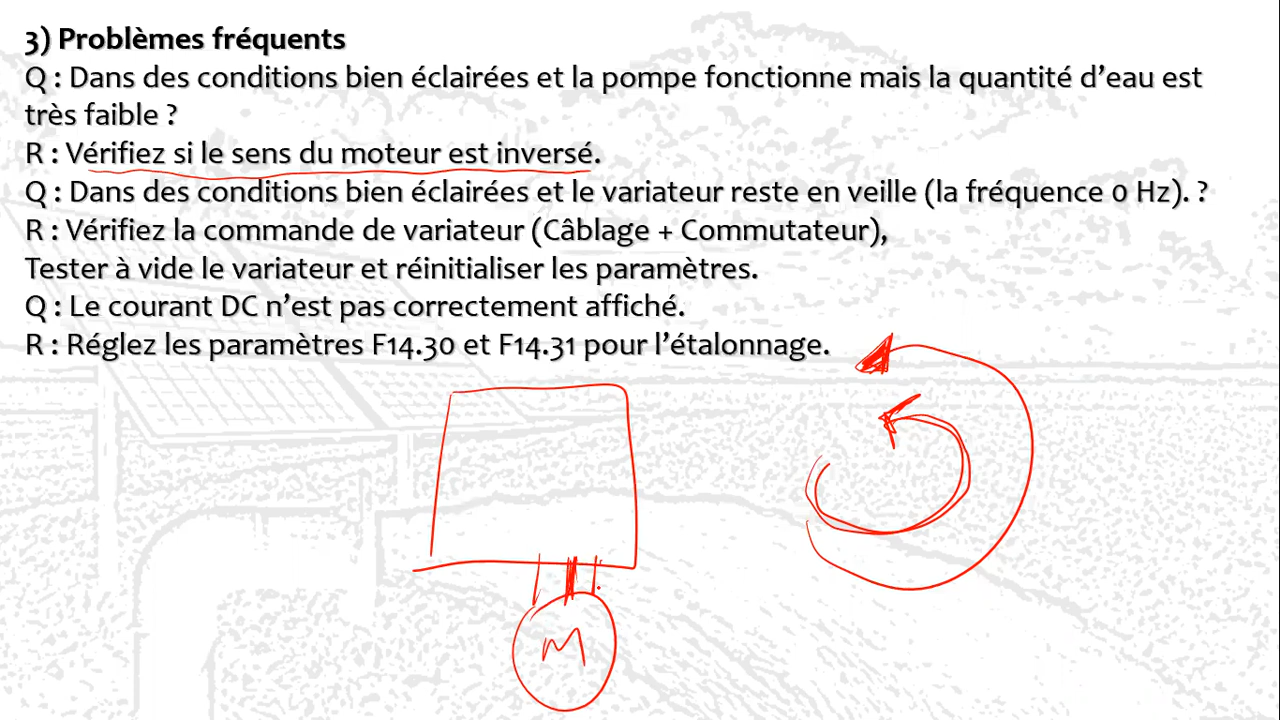 3) Problèmes fréquents
Q : Dans des conditions bien éclairées et la pompe fonctionne mais la quantité d’eau est
très faible ?
R : Vérifiez si le sens du moteur est inversé.
Q : Dans des conditions bien éclairées et le variateur reste en veille (la fréquence 0 Hz). ?
R : Vérifiez la commande de variateur (Câblage + Commutateur),
Tester à vide le variateur et réinitialiser les paramètres.
Q : Le courant DC n’est pas correctement affiché.
R : Réglez les paramètres F14.30 et F14.31 pour l’étalonnage.
M